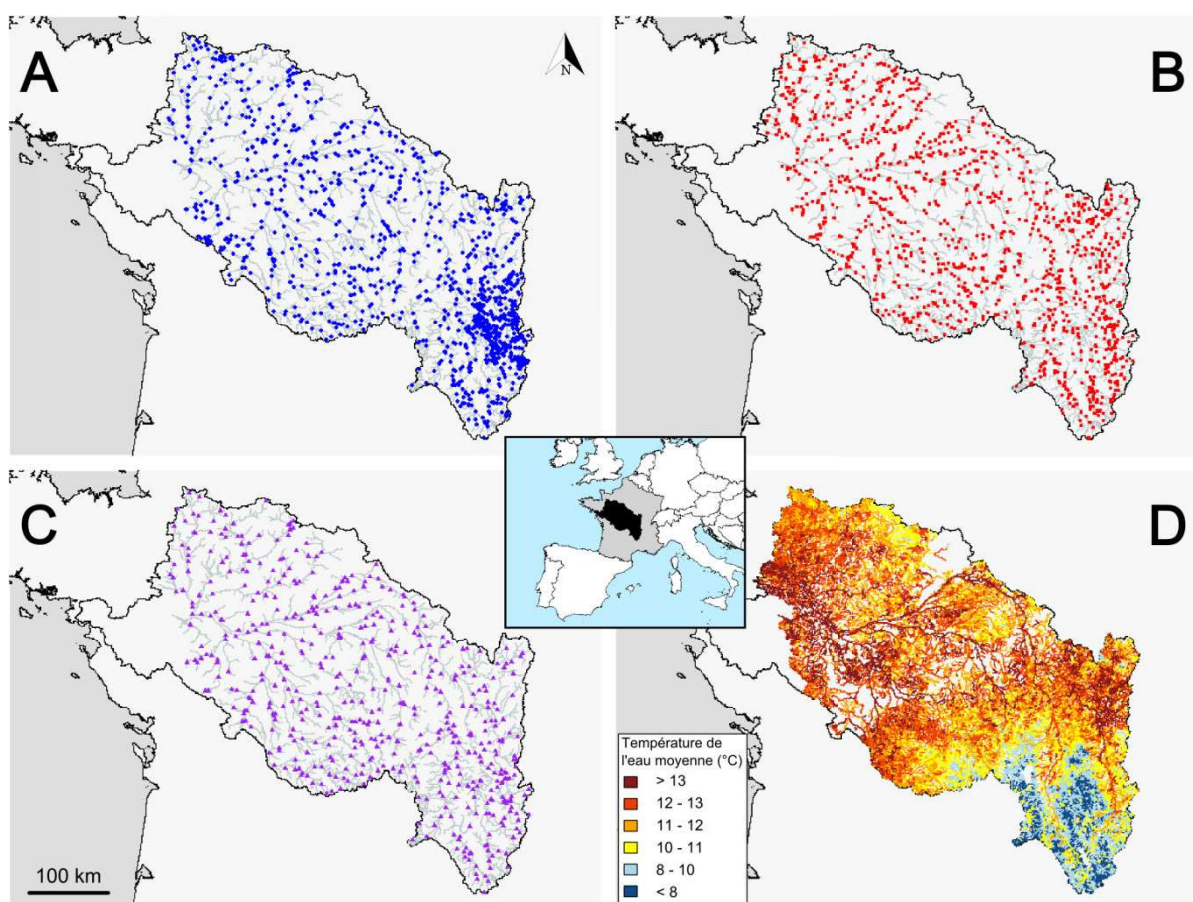 A
N
B
C
D
Température de
l'eau moyenne (°C)
> 13
12 - 13
11 - 12
10 - 11
8 - 10
< 8
100 km